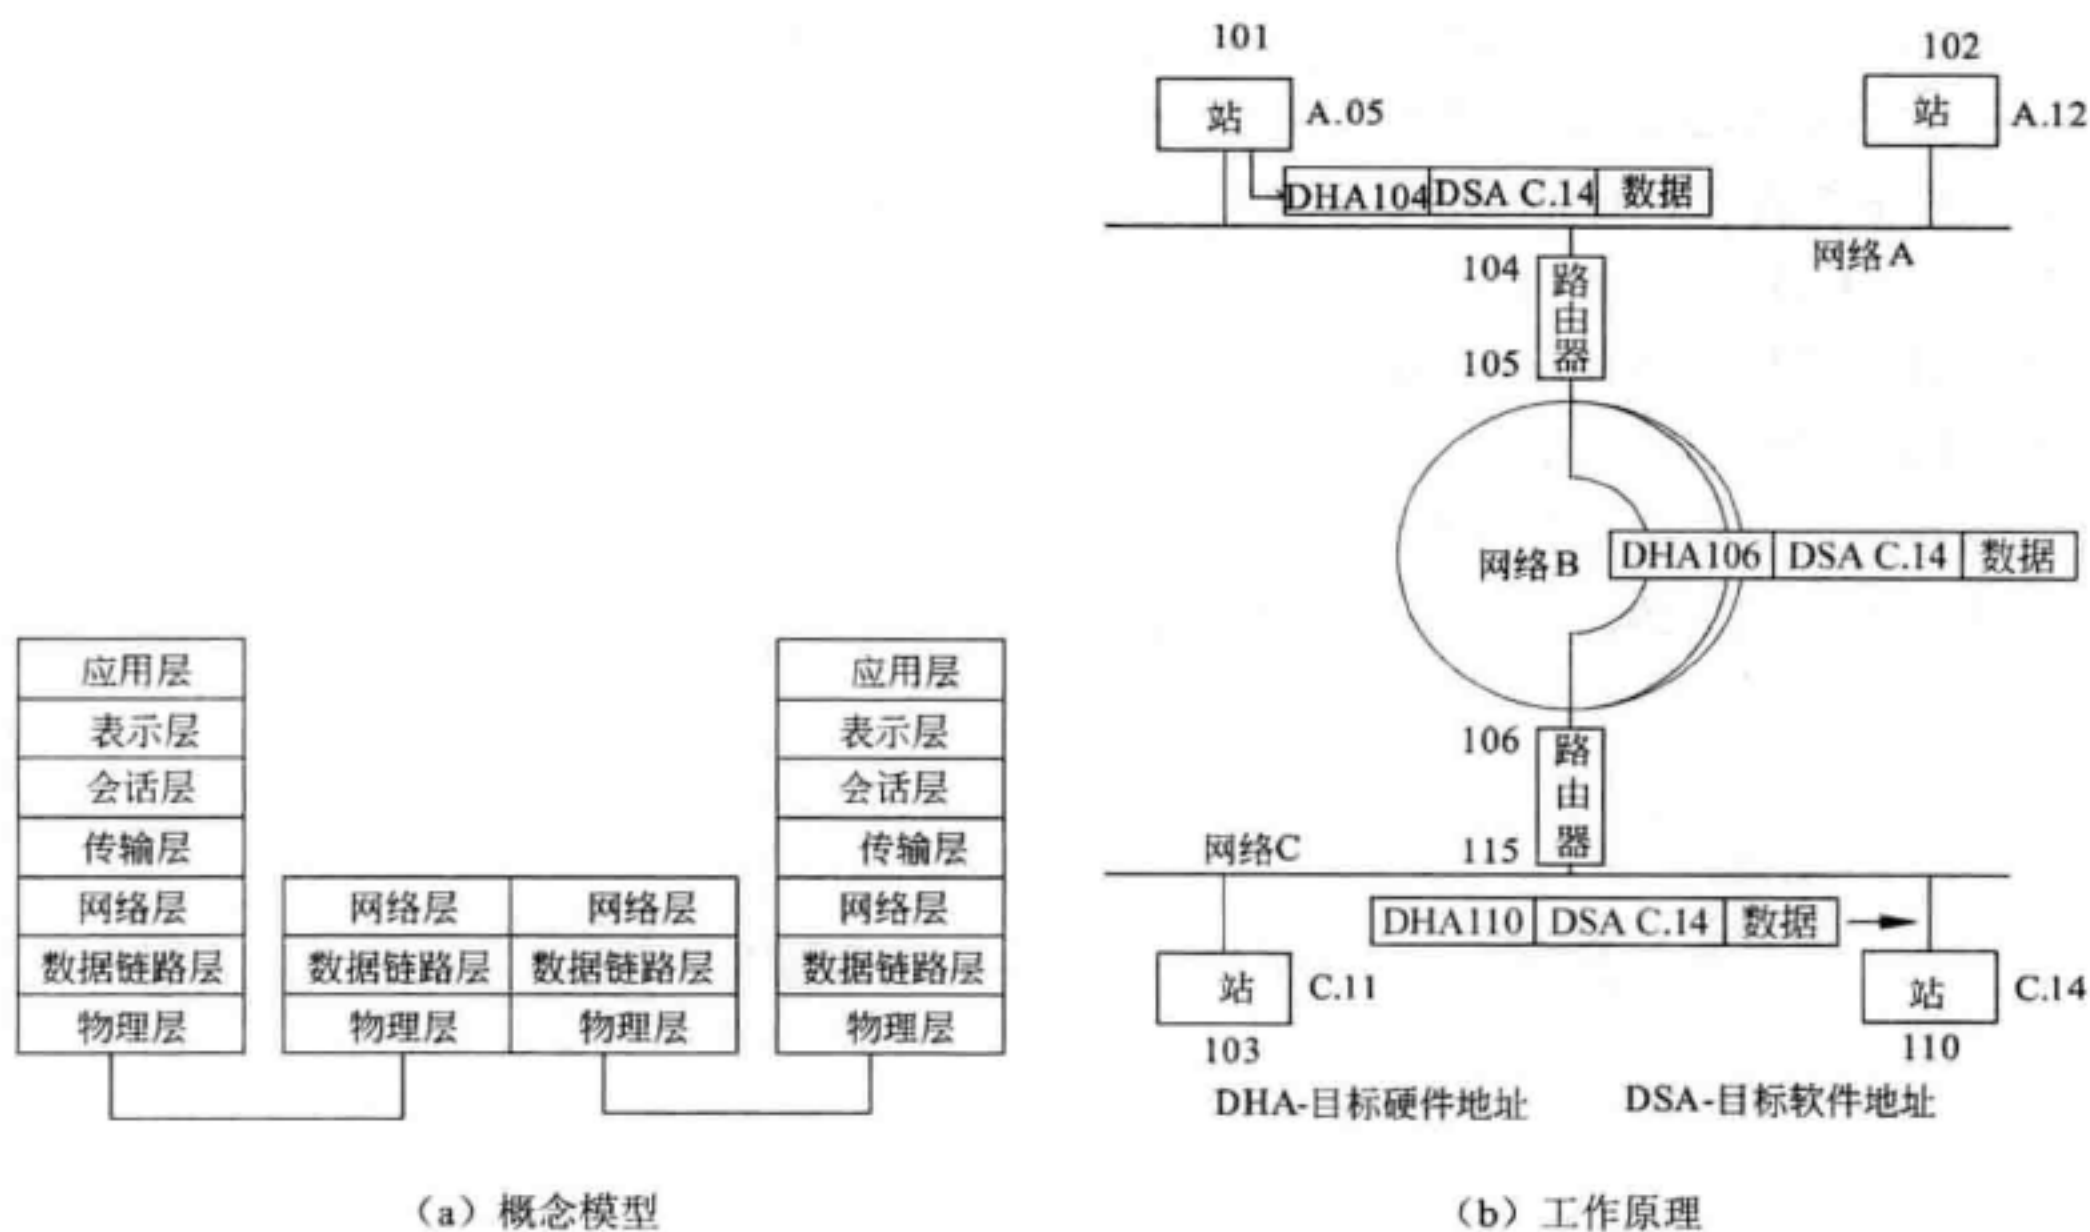 101
102
站
A.05
站
A.12
DHA104 DSA C.14 数据
网络A
104
路由器
105
网络B
DHA106 DSA C.14 数据
106
路由器
115
网络C
DHA110 DSA C.14 数据
站
C.11
站
C.14
103
110
DHA-目标硬件地址
DSA-目标软件地址
应用层
表示层
会话层
传输层
网络层
数据链路层
物理层
网络层 网络层
数据链路层 数据链路层
物理层 物理层
应用层
表示层
会话层
传输层
网络层
数据链路层
物理层
(a)概念模型
(b)工作原理